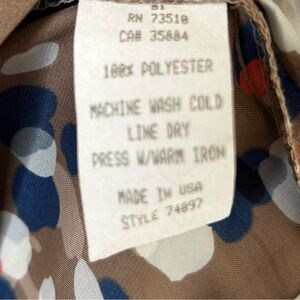 RN 73510
CA# 35884
100% POLYESTER
MACHINE WASH COLD
LINE DRY
PRESS W/WARM IRON
MADE IN USA
STYLE 74897